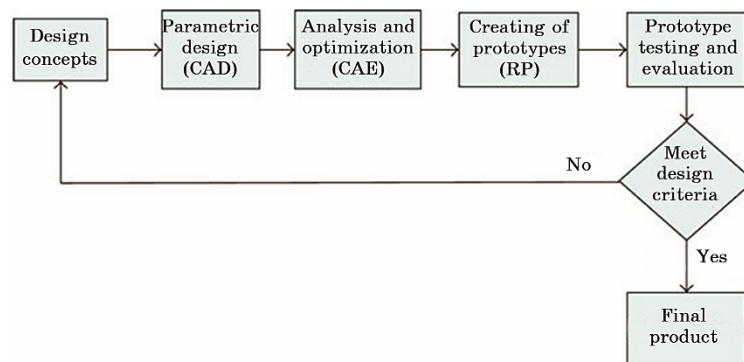 Design
concepts
Parametric
design
(CAD)
Analysis and
optimization
(CAE)
Creating of
prototypes
(RP)
Prototype
testing and
evaluation
Meet
design
criteria
No
Yes
Final
product